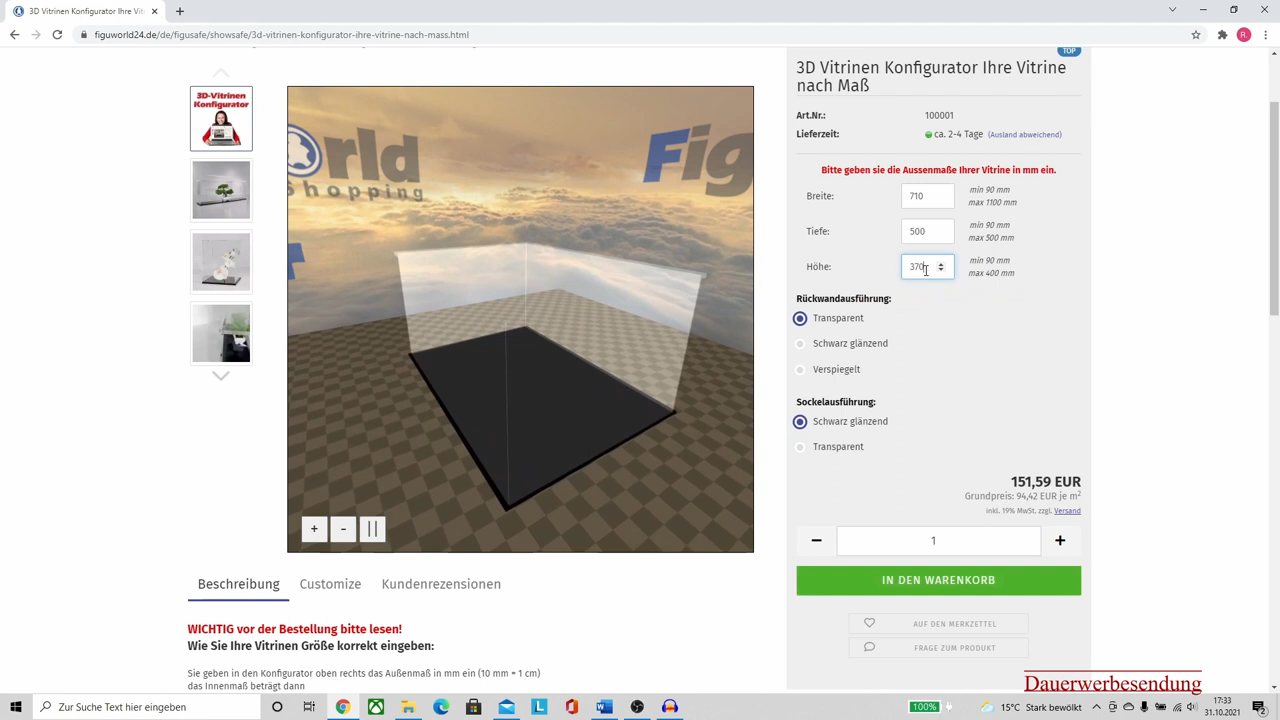 3D Vitrinen Konfigurator Ihre Vit
figuworld24.de/de/figusafe/showsafe/3d-vitrinen-konfigurator-ihre-vitrine-nach-mass.html
R.
TOP
3D Vitrinen Konfigurator Ihre Vitrine
nach Maß
3D-Vitrinen
Konfigurator
Art.Nr.: 100001
Lieferzeit: ca. 2-4 Tage (Ausland abweichend)
orld
Shopping
Fig
Bitte geben sie die Aussenmaße Ihrer Vitrine in mm ein.
Breite: 710 min 90 mm
max 1100 mm
Tiefe: 500 min 90 mm
max 500 mm
Höhe: 370 min 90 mm
max 400 mm
Rückwandausführung:
Transparent
Schwarz glänzend
Verspiegelt
Sockelausführung:
Schwarz glänzend
Transparent
151,59 EUR
Grundpreis: 94,42 EUR je m²
inkl. 19% MwSt. zzgl. Versand
+ - ||
1
IN DEN WARENKORB
AUF DEN MERKZETTEL
FRAGE ZUM PRODUKT
Beschreibung Customize Kundenrezensionen
WICHTIG vor der Bestellung bitte lesen!
Wie Sie Ihre Vitrinen Größe korrekt eingeben:
Sie geben in den Konfigurator oben rechts das Außenmaß in mm ein (10 mm = 1 cm)
das Innenmaß beträgt dann
Dauerwerbesendung
Zur Suche Text hier eingeben
100%
15°C Stark bewölkt
17:33
31.10.2021